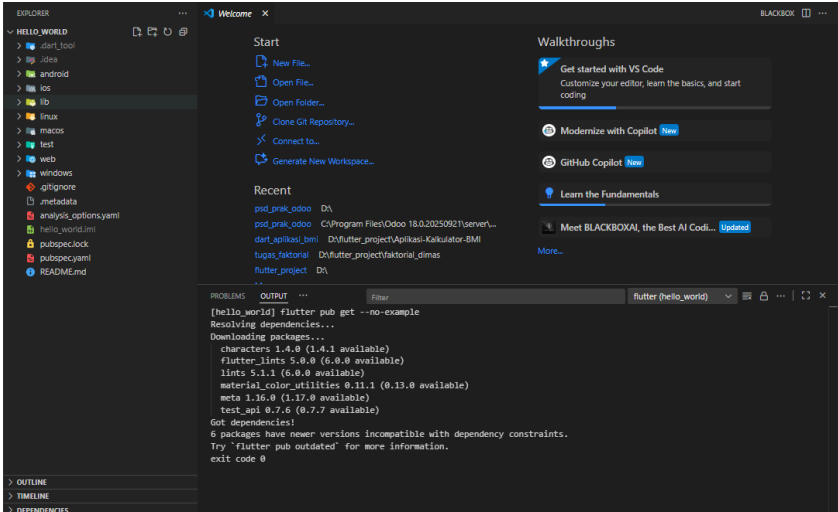 EXPLORER
HELLO_WORLD
.dart_tool
.idea
android
ios
lib
linux
macos
test
web
windows
.gitignore
.metadata
analysis_options.yaml
hello_world.iml
pubspec.lock
pubspec.yaml
README.md
OUTLINE
TIMELINE
DEPENDENCIES
Welcome
BLACKBOX
Start
New File...
Open File...
Open Folder...
Clone Git Repository...
Connect to...
Generate New Workspace...
Recent
psd_prak_odoo D:\
psd_prak_odoo C:\Program Files\Odoo 18.0.20250921\server\...
dart_aplikasi_bmi D:\flutter_project\Aplikasi-Kalkulator-BMI
tugas_faktorial D:\flutter_project\faktorial_dimas
flutter_project D:\
Walkthroughs
Get started with VS Code
Customize your editor, learn the basics, and start
coding
Modernize with Copilot New
GitHub Copilot New
Learn the Fundamentals
Meet BLACKBOXAI, the Best AI Codi... Updated
More...
PROBLEMS OUTPUT ... Filter flutter (hello_world)
[hello_world] flutter pub get --no-example
Resolving dependencies...
Downloading packages...
characters 1.4.0 (1.4.1 available)
flutter_lints 5.0.0 (6.0.0 available)
lints 5.1.1 (6.0.0 available)
material_color_utilities 0.11.1 (0.13.0 available)
meta 1.16.0 (1.17.0 available)
test_api 0.7.6 (0.7.7 available)
Got dependencies!
6 packages have newer versions incompatible with dependency constraints.
Try `flutter pub outdated` for more information.
exit code 0